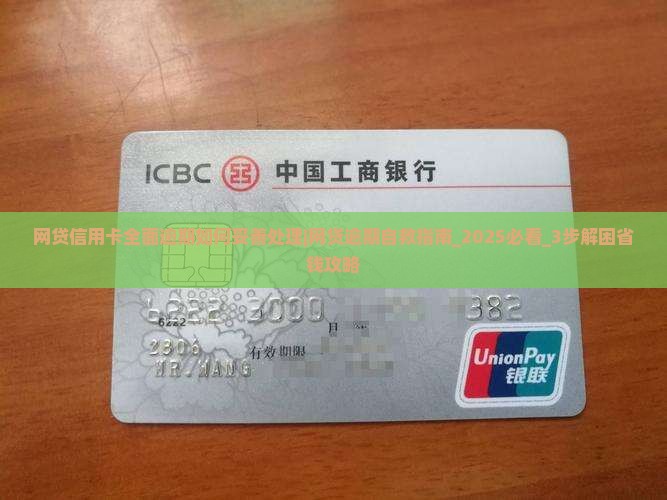 ICBC 中国工商银行
网贷信用卡全面逾期如何妥善处理|网贷逾期自救指南_2025必看_3步解困省
钱攻略
6222 3000 382
6222
月
2306 有效期限
MR.WANG
UnionPay
银联